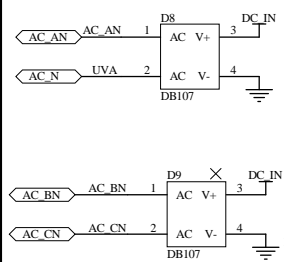 D8 DC_IN
AC_AN AC_AN 1 AC V+ 3
AC_N UVA 2 AC V- 4
DB107
D9 DC_IN
AC_BN AC_BN 1 AC V+ 3
AC_CN AC_CN 2 AC V- 4
DB107